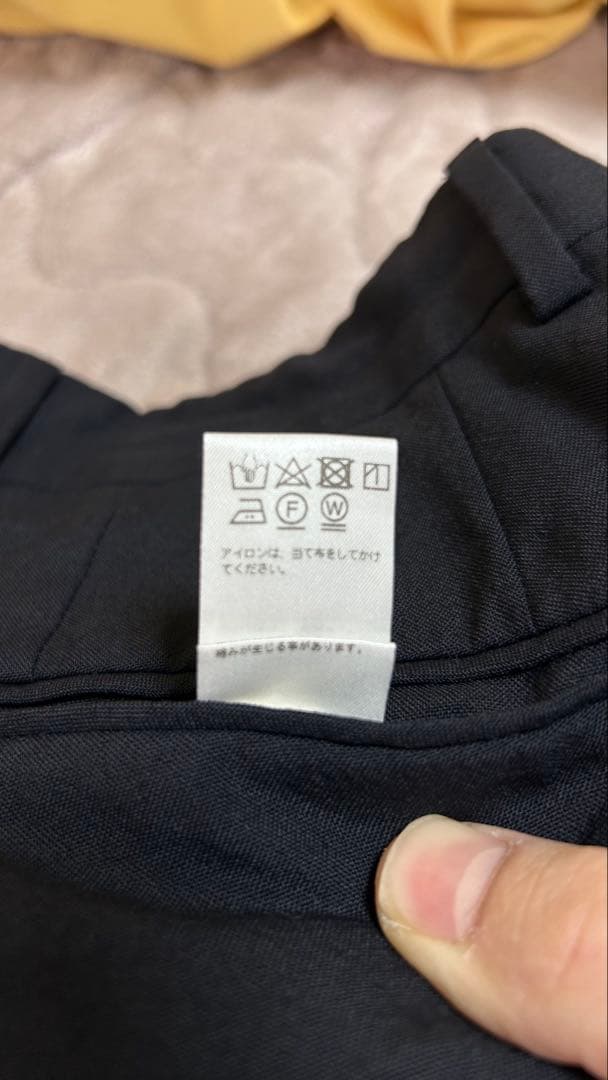 F W
アイロンは、当て布をしてかけ
てください。
縮みが生じる事があります。